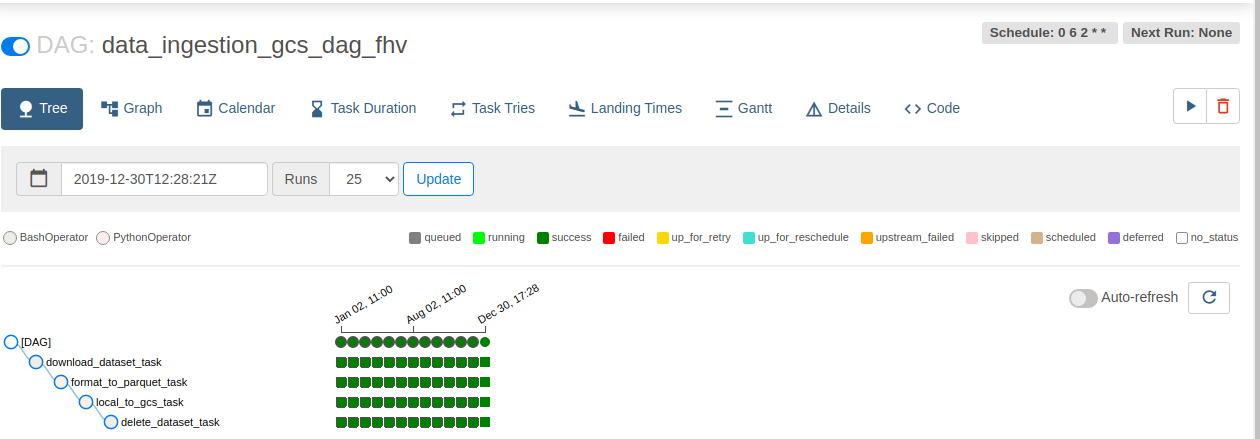 Schedule: 0 6 2 * *
Next Run: None
DAG: data_ingestion_gcs_dag_fhv
Tree
Graph
Calendar
Task Duration
Task Tries
Landing Times
Gantt
Details
Code
2019-12-30T12:28:21Z
Runs
25
Update
BashOperator
PythonOperator
queued
running
success
failed
up_for_retry
up_for_reschedule
upstream_failed
skipped
scheduled
deferred
no_status
Auto-refresh
Jan 02, 11:00
Aug 02, 11:00
Dec 30, 17:28
[DAG]
download_dataset_task
format_to_parquet_task
local_to_gcs_task
delete_dataset_task